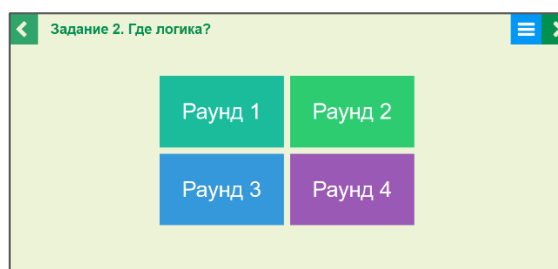 Задание 2. Где логика?
Раунд 1
Раунд 2
Раунд 3
Раунд 4